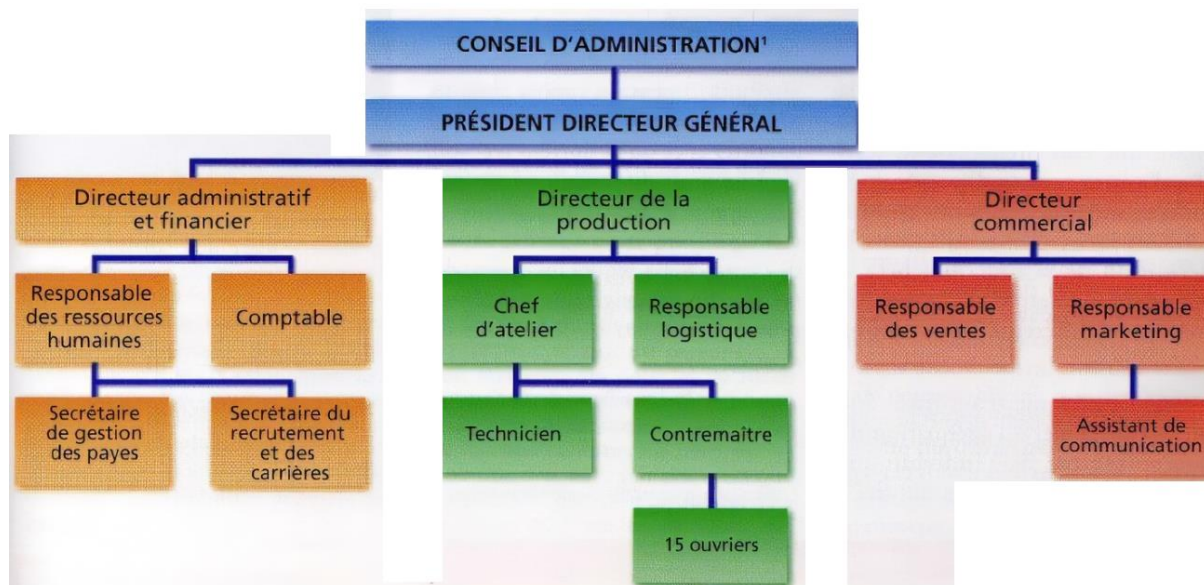 CONSEIL D'ADMINISTRATION¹
PRÉSIDENT DIRECTEUR GÉNÉRAL
Directeur administratif
et financier
Directeur de la
production
Directeur
commercial
Responsable
des ressources
humaines
Comptable
Chef
d'atelier
Responsable
logistique
Responsable
des ventes
Responsable
marketing
Secrétaire
de gestion
des payes
Secrétaire du
recrutement
et des
carrières
Technicien
Contremaître
Assistant de
communication
15 ouvriers